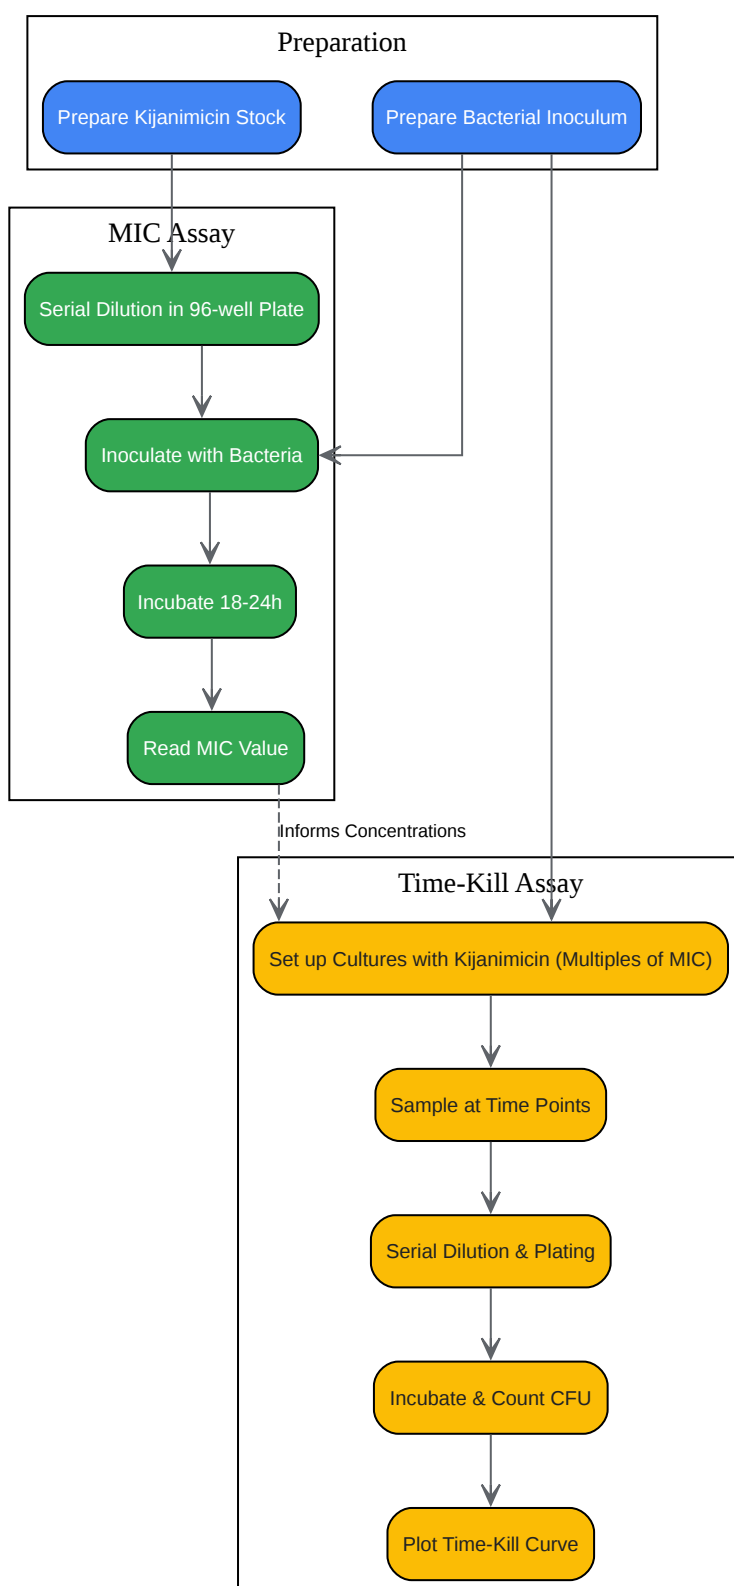 Preparation
Prepare Kijanimicin Stock
Prepare Bacterial Inoculum
MIC Assay
Serial Dilution in 96-well Plate
Inoculate with Bacteria
Incubate 18-24h
Read MIC Value
Informs Concentrations
Time-Kill Assay
Set up Cultures with Kijanimicin (Multiples of MIC)
Sample at Time Points
Serial Dilution & Plating
Incubate & Count CFU
Plot Time-Kill Curve